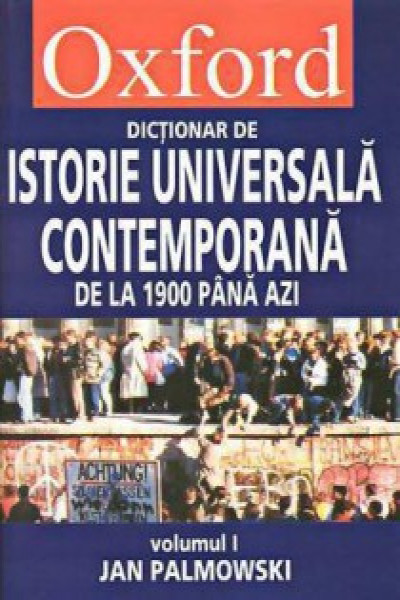 Oxford
DICȚIONAR DE
ISTORIE UNIVERSALĂ
CONTEMPORANĂ
DE LA 1900 PÂNĂ AZI
ACHTUNG!
volumul I
JAN PALMOWSKI